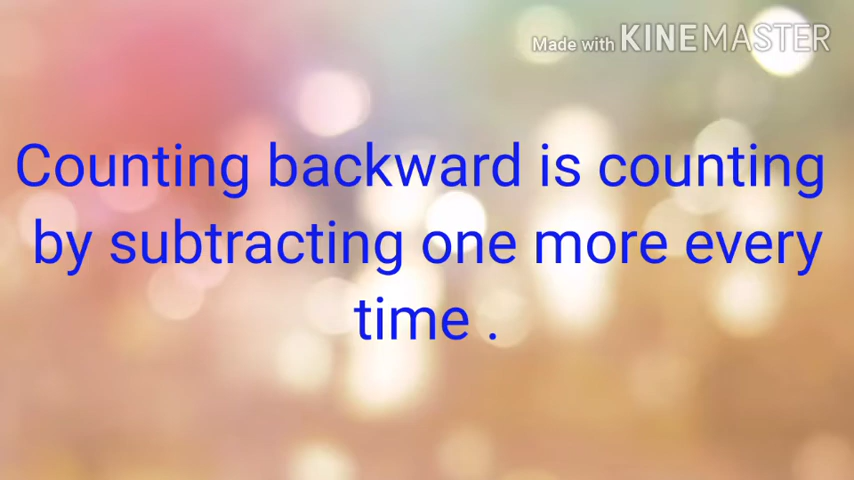 Made with KINEMASTER
Counting backward is counting
by subtracting one more every
time .